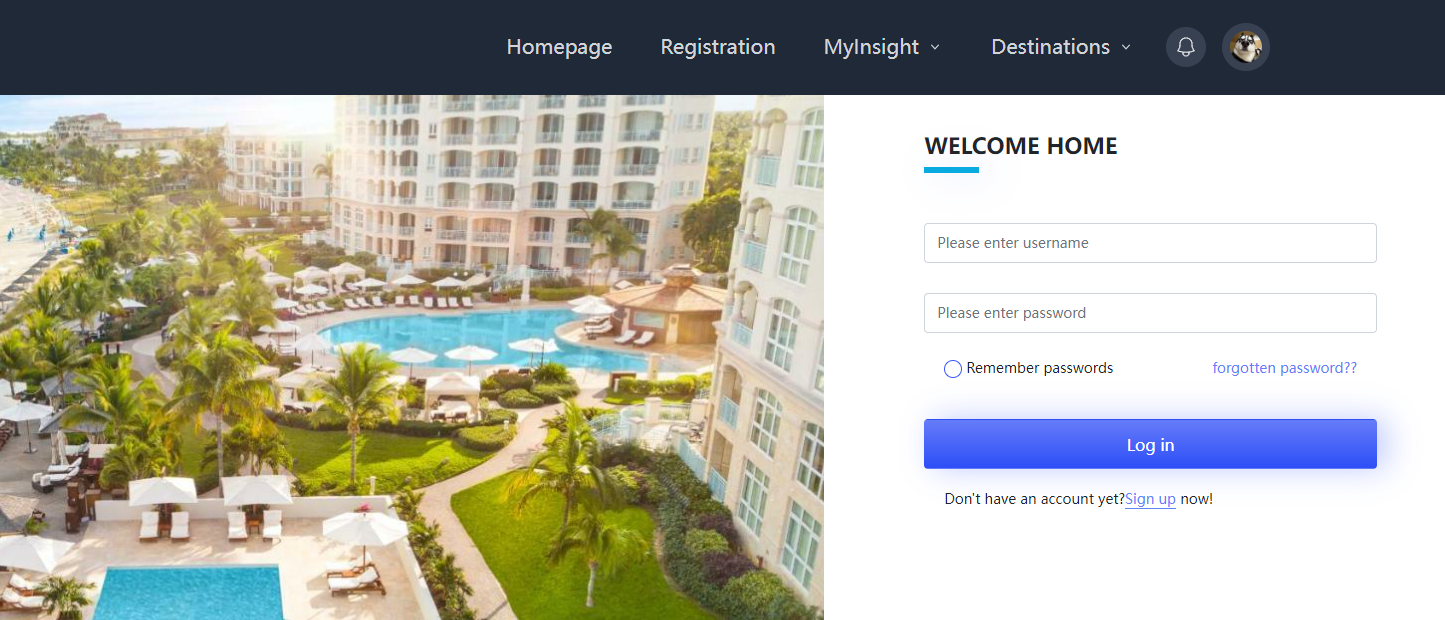 Homepage Registration MyInsight Destinations
WELCOME HOME
Please enter username
Please enter password
Remember passwords forgotten password??
Log in
Don't have an account yet?Sign up now!